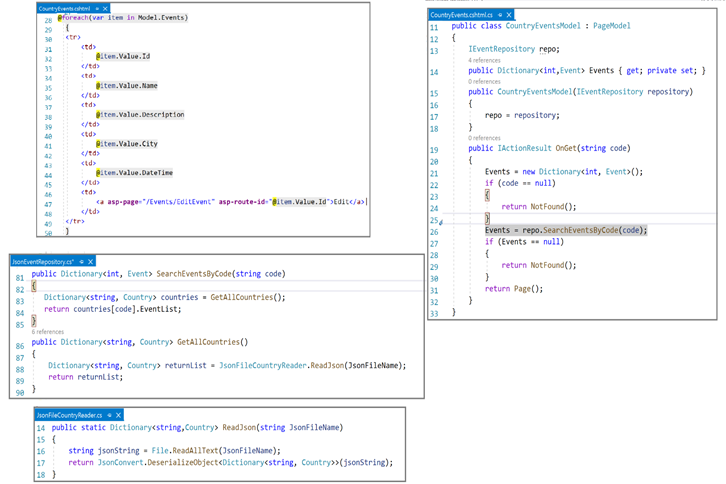 CountryEvents.cshtml
28 @foreach(var item in Model.Events)
29 {
30 <tr>
31 <td>
32 @item.Value.Id
33 </td>
34 <td>
35 @item.Value.Name
36 </td>
37 <td>
38 @item.Value.Description
39 </td>
40 <td>
41 @item.Value.City
42 </td>
43 <td>
44 @item.Value.DateTime
45 </td>
46 <td>
47 <a asp-page="/Events/EditEvent" asp-route-id="@item.Value.Id">Edit</a>
48 </td>
49 </tr>
50 }
CountryEvents.cshtml.cs
11 public class CountryEventsModel : PageModel
12 {
13 IEventRepository repo;
4 references
14 public Dictionary<int,Event> Events { get; private set; }
0 references
15 public CountryEventsModel(IEventRepository repository)
16 {
17 repo = repository;
18 }
0 references
19 public IActionResult OnGet(string code)
20 {
21 Events = new Dictionary<int, Event>();
22 if (code == null)
23 {
24 return NotFound();
25 }
26 Events = repo.SearchEventsByCode(code);
27 if (Events == null)
28 {
29 return NotFound();
30 }
31 return Page();
32 }
33 }
JsonEventRepository.cs*
81 public Dictionary<int, Event> SearchEventsByCode(string code)
82 {
83 Dictionary<string, Country> countries = GetAllCountries();
84 return countries[code].EventList;
85 }
6 references
86 public Dictionary<string, Country> GetAllCountries()
87 {
88 Dictionary<string, Country> returnList = JsonFileCountryReader.ReadJson(JsonFileName);
89 return returnList;
90 }
JsonFileCountryReader.cs
14 public static Dictionary<string,Country> ReadJson(string JsonFileName)
15 {
16 string jsonString = File.ReadAllText(JsonFileName);
17 return JsonConvert.DeserializeObject<Dictionary<string, Country>>(jsonString);
18 }